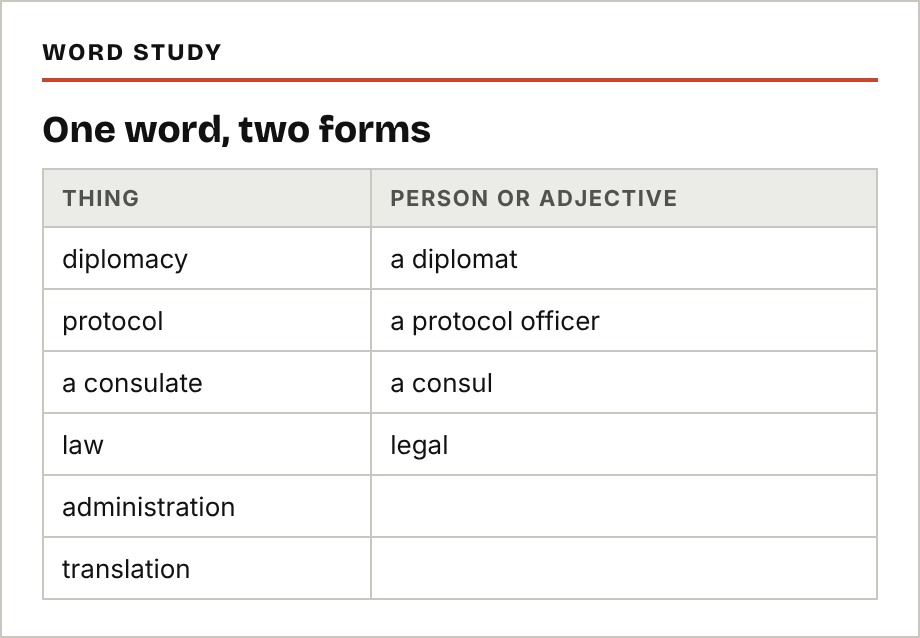 WORD STUDY
One word, two forms
THING PERSON OR ADJECTIVE
diplomacy a diplomat
protocol a protocol officer
a consulate a consul
law legal
administration
translation